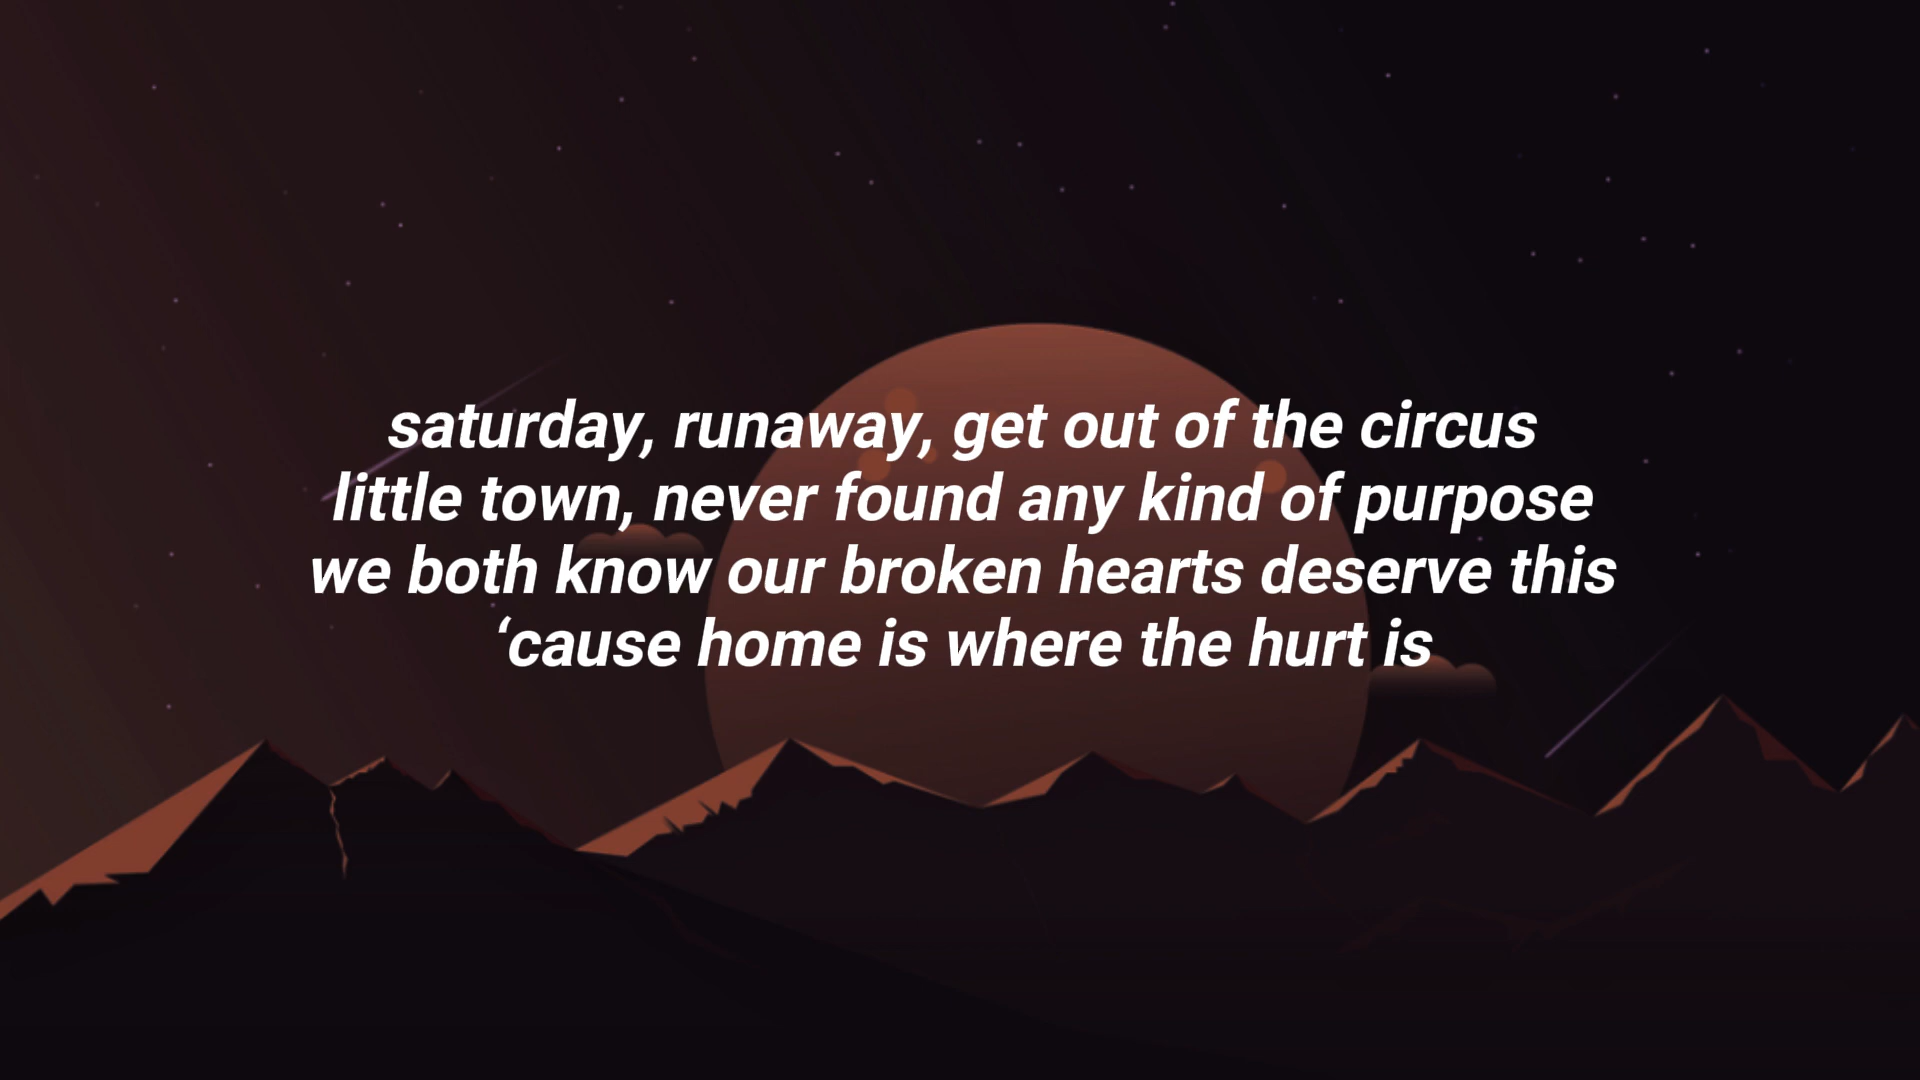 saturday, runaway, get out of the circus
little town, never found any kind of purpose
we both know our broken hearts deserve this
‘cause home is where the hurt is